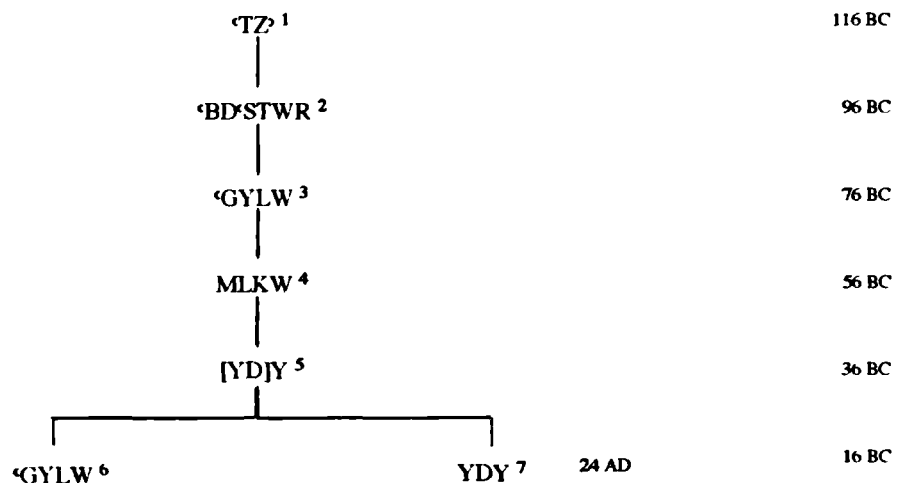 ʿTZʾ 1 116 BC
ʿBDʿSTWR 2 96 BC
ʿGYLW 3 76 BC
MLKW 4 56 BC
[YD]Y 5 36 BC
ʿGYLW 6 YDY 7 24 AD 16 BC